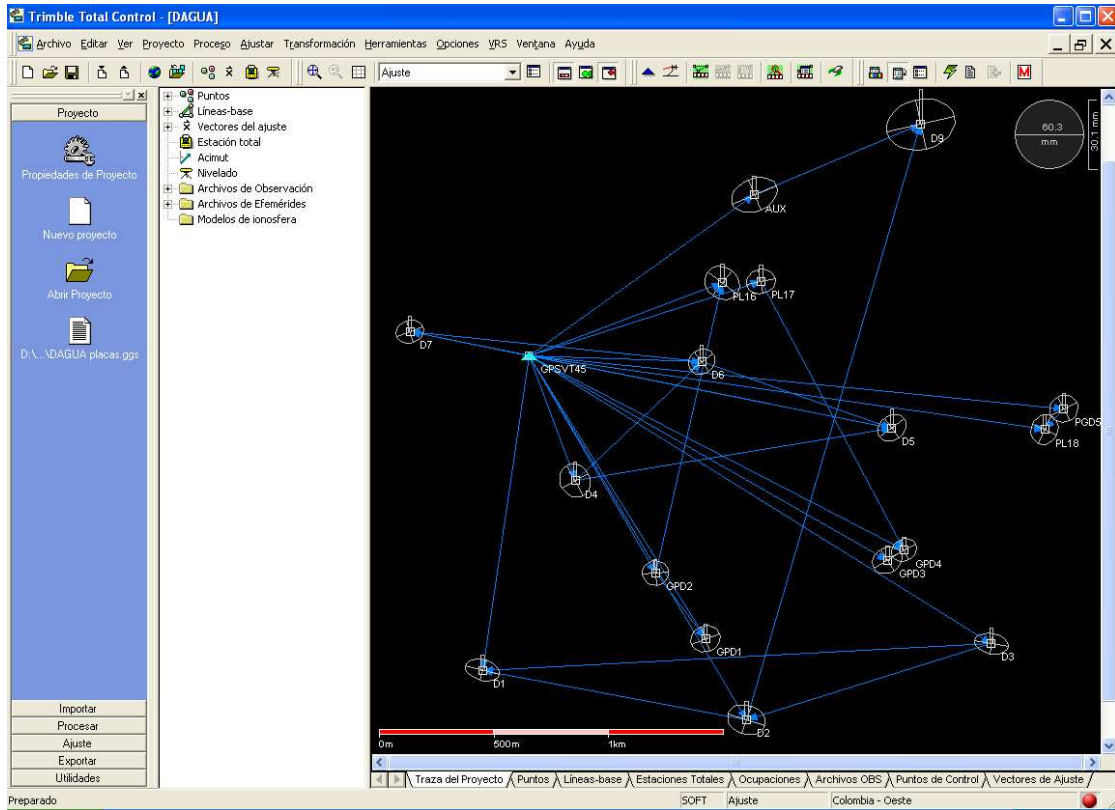 Trimble Total Control - [DAGUA]
Archivo Editar Ver Proyecto Proceso Ajustar Transformación Herramientas Opciones VRS Ventana Ayuda
Ajuste
M
Proyecto
Propiedades de Proyecto
Nuevo proyecto
Abrir Proyecto
D:\...\DAGUA placas.ggs
Importar
Procesar
Ajuste
Exportar
Utilidades
Puntos
Líneas-base
Vectores del ajuste
Estación total
Acimut
Nivelado
Archivos de Observación
Archivos de Efemérides
Modelos de ionosfera
60.3
mm
30.1 mm
D9
AUX
PL16
PL17
D7
GPSVT45
D6
PGD5
PL18
D5
D4
GPD4
GPD3
GPD2
GPD1
D3
D1
D2
0m 500m 1km
Traza del Proyecto Puntos Líneas-base Estaciones Totales Ocupaciones Archivos OBS Puntos de Control Vectores de Ajuste
Preparado SOFT Ajuste Colombia - Oeste